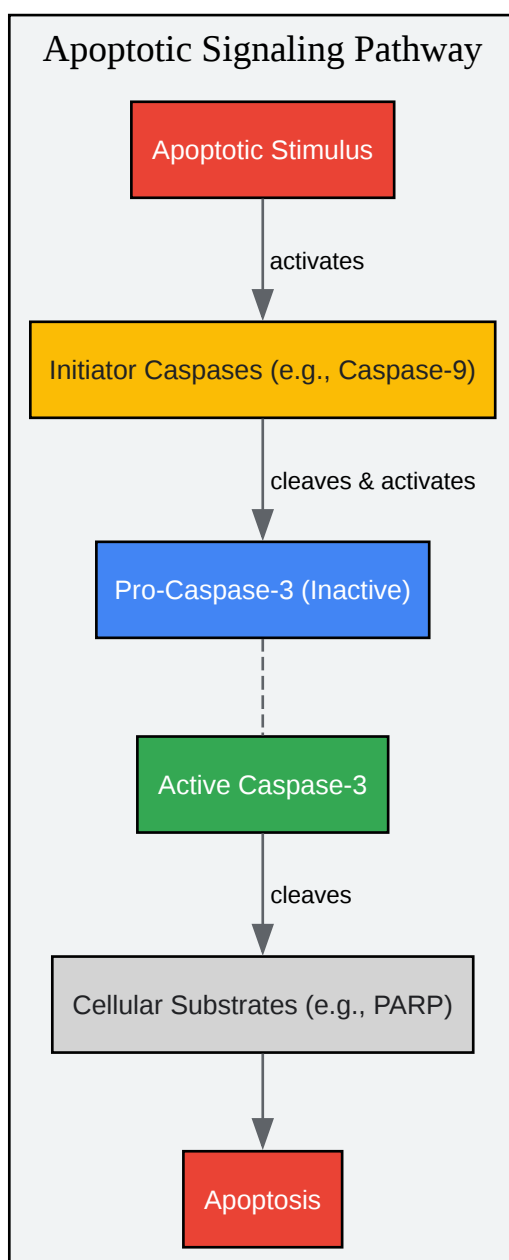 Apoptotic Signaling Pathway
Apoptotic Stimulus
activates
Initiator Caspases (e.g., Caspase-9)
cleaves & activates
Pro-Caspase-3 (Inactive)
Active Caspase-3
cleaves
Cellular Substrates (e.g., PARP)
Apoptosis